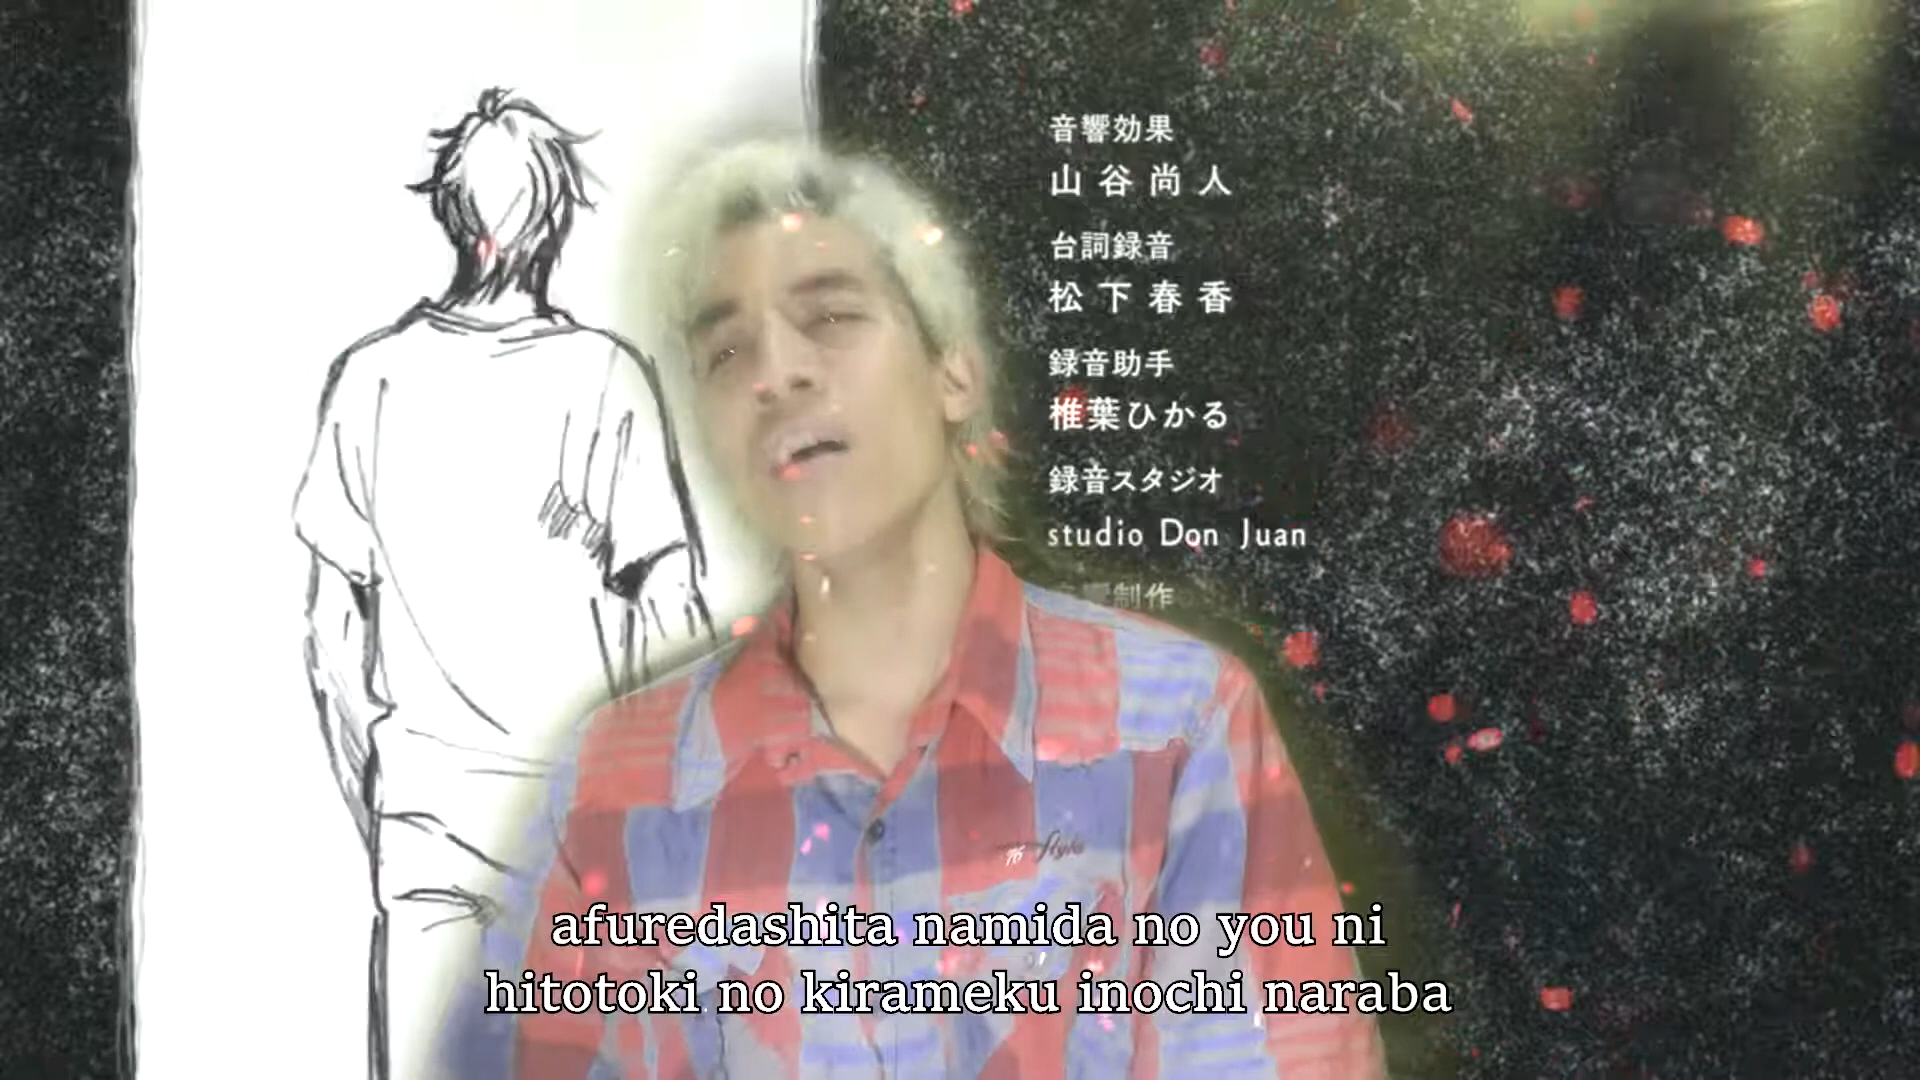 音響効果
山谷尚人
台詞録音
松下春香
録音助手
椎葉ひかる
録音スタジオ
studio Don Juan
制作
afuredashita namida no you ni
hitotoki no kirameku inochi naraba